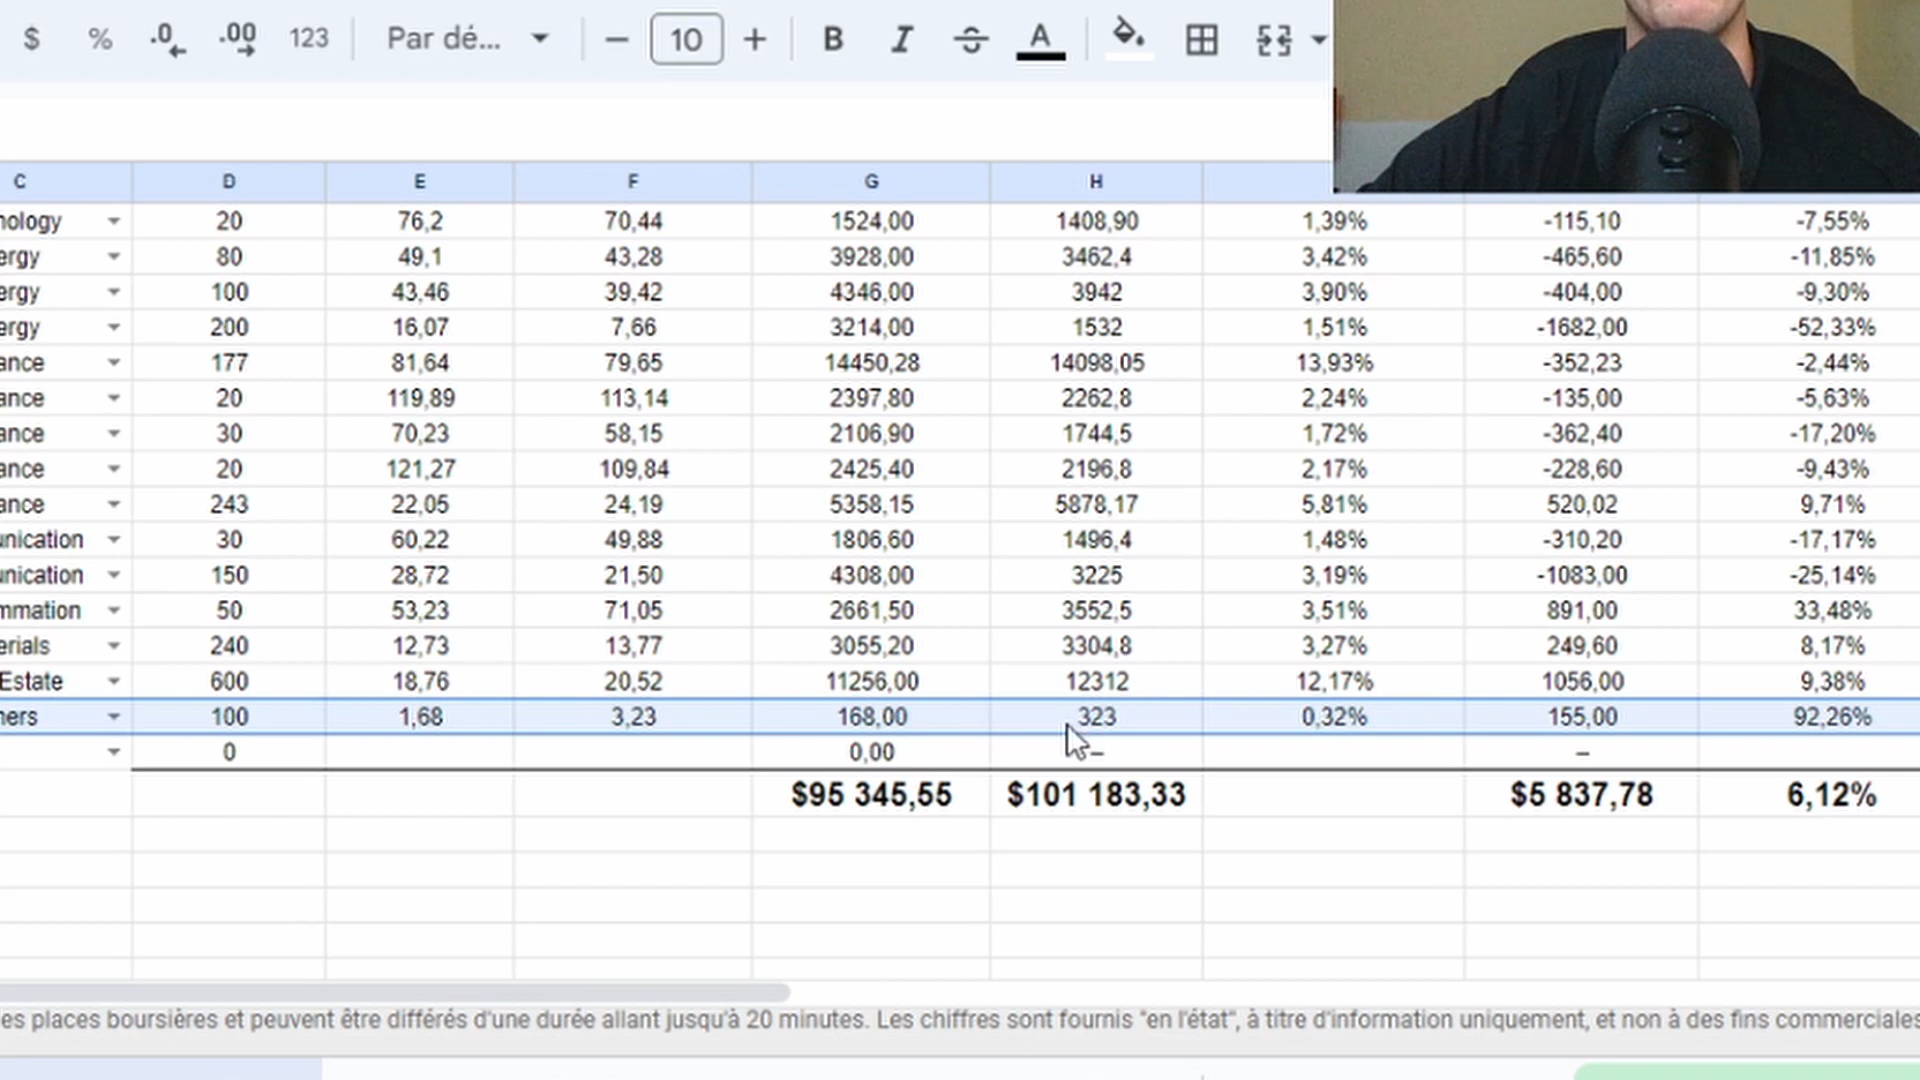 $ % .0 .00 123 Par dé... − 10 + B I S A
C D E F G H
nology 20 76,2 70,44 1524,00 1408,90 1,39% -115,10 -7,55%
ergy 80 49,1 43,28 3928,00 3462,4 3,42% -465,60 -11,85%
ergy 100 43,46 39,42 4346,00 3942 3,90% -404,00 -9,30%
ergy 200 16,07 7,66 3214,00 1532 1,51% -1682,00 -52,33%
ance 177 81,64 79,65 14450,28 14098,05 13,93% -352,23 -2,44%
ance 20 119,89 113,14 2397,80 2262,8 2,24% -135,00 -5,63%
ance 30 70,23 58,15 2106,90 1744,5 1,72% -362,40 -17,20%
ance 20 121,27 109,84 2425,40 2196,8 2,17% -228,60 -9,43%
ance 243 22,05 24,19 5358,15 5878,17 5,81% 520,02 9,71%
unication 30 60,22 49,88 1806,60 1496,4 1,48% -310,20 -17,17%
unication 150 28,72 21,50 4308,00 3225 3,19% -1083,00 -25,14%
mmation 50 53,23 71,05 2661,50 3552,5 3,51% 891,00 33,48%
erials 240 12,73 13,77 3055,20 3304,8 3,27% 249,60 8,17%
Estate 600 18,76 20,52 11256,00 12312 12,17% 1056,00 9,38%
hers 100 1,68 3,23 168,00 323 0,32% 155,00 92,26%
0 0,00 – –
$95 345,55 $101 183,33 $5 837,78 6,12%
es places boursières et peuvent être différés d'une durée allant jusqu'à 20 minutes. Les chiffres sont fournis "en l'état", à titre d'information uniquement, et non à des fins commerciales